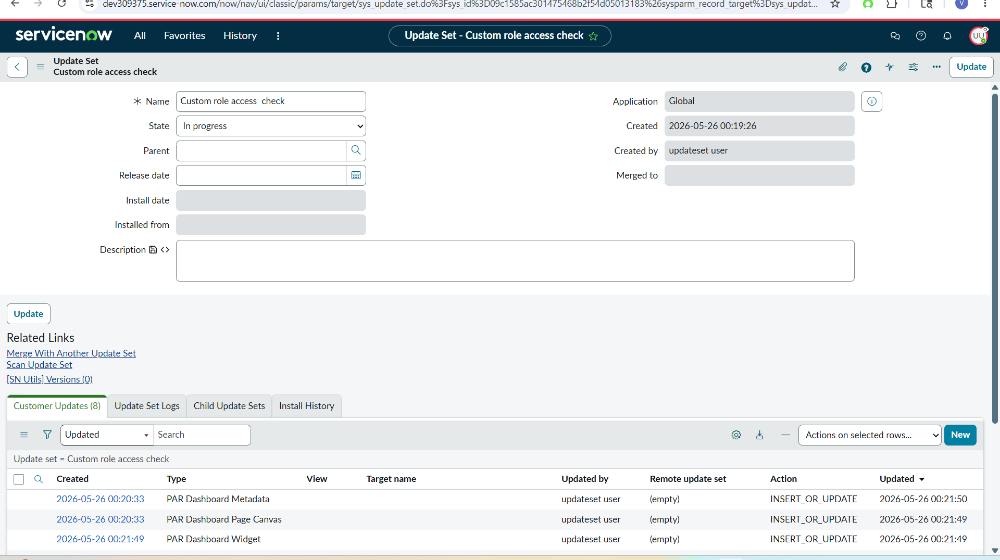 dev309375.service-now.com/now/nav/ui/classic/params/target/sys_update_set.do%3Fsys_id%3D09c1585ac301475468b2f54d05013183%26sysparm_record_target%3Dsys_updat...
V
servicenow
All
Favorites
History
Update Set - Custom role access check
UU
Update Set
Custom role access check
Update
Name
Custom role access  check
Application
Global
State
In progress
Created
2026-05-26 00:19:26
Parent
Created by
updateset user
Release date
Merged to
Install date
Installed from
Description
Update
Related Links
Merge With Another Update Set
Scan Update Set
[SN Utils] Versions (0)
Customer Updates (8)
Update Set Logs
Child Update Sets
Install History
Updated
Search
Actions on selected rows...
New
Update set = Custom role access check
Created Type View Target name Updated by Remote update set Action Updated
2026-05-26 00:20:33 PAR Dashboard Metadata updateset user (empty) INSERT_OR_UPDATE 2026-05-26 00:21:50
2026-05-26 00:20:33 PAR Dashboard Page Canvas updateset user (empty) INSERT_OR_UPDATE 2026-05-26 00:21:49
2026-05-26 00:21:49 PAR Dashboard Widget updateset user (empty) INSERT_OR_UPDATE 2026-05-26 00:21:49